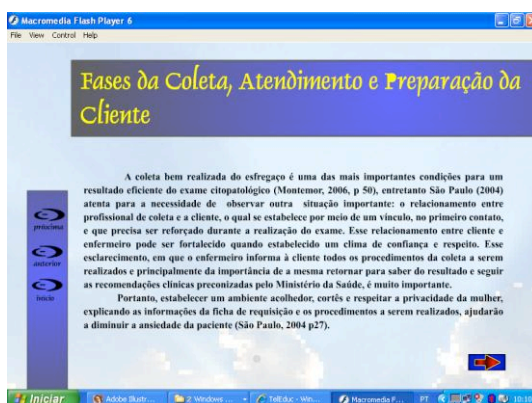 Macromedia Flash Player 6
File View Control Help
Fases da Coleta, Atendimento e Preparação da
Cliente
A coleta bem realizada do esfregaço é uma das mais importantes condições para um
resultado eficiente do exame citopatológico (Montemor, 2006, p 50), entretanto São Paulo (2004)
atenta para a necessidade de observar outra situação importante: o relacionamento entre
profissional de coleta e a cliente, o qual se estabelece por meio de um vínculo, no primeiro contato,
e que precisa ser reforçado durante a realização do exame. Esse relacionamento entre cliente e
enfermeiro pode ser fortalecido quando estabelecido um clima de confiança e respeito. Esse
esclarecimento, em que o enfermeiro informa à cliente todos os procedimentos da coleta a serem
realizados e principalmente da importância de a mesma retornar para saber do resultado e seguir
as recomendações clínicas preconizadas pelo Ministério da Saúde, é muito importante.
Portanto, estabelecer um ambiente acolhedor, cortês e respeitar a privacidade da mulher,
explicando as informações da ficha de requisição e os procedimentos a serem realizados, ajudarão
a diminuir a ansiedade da paciente (São Paulo, 2004 p27).
próxima
anterior
início
Iniciar Adobe Illustr... 2 Windows ... TelEduc - Win... Macromedia F... PT